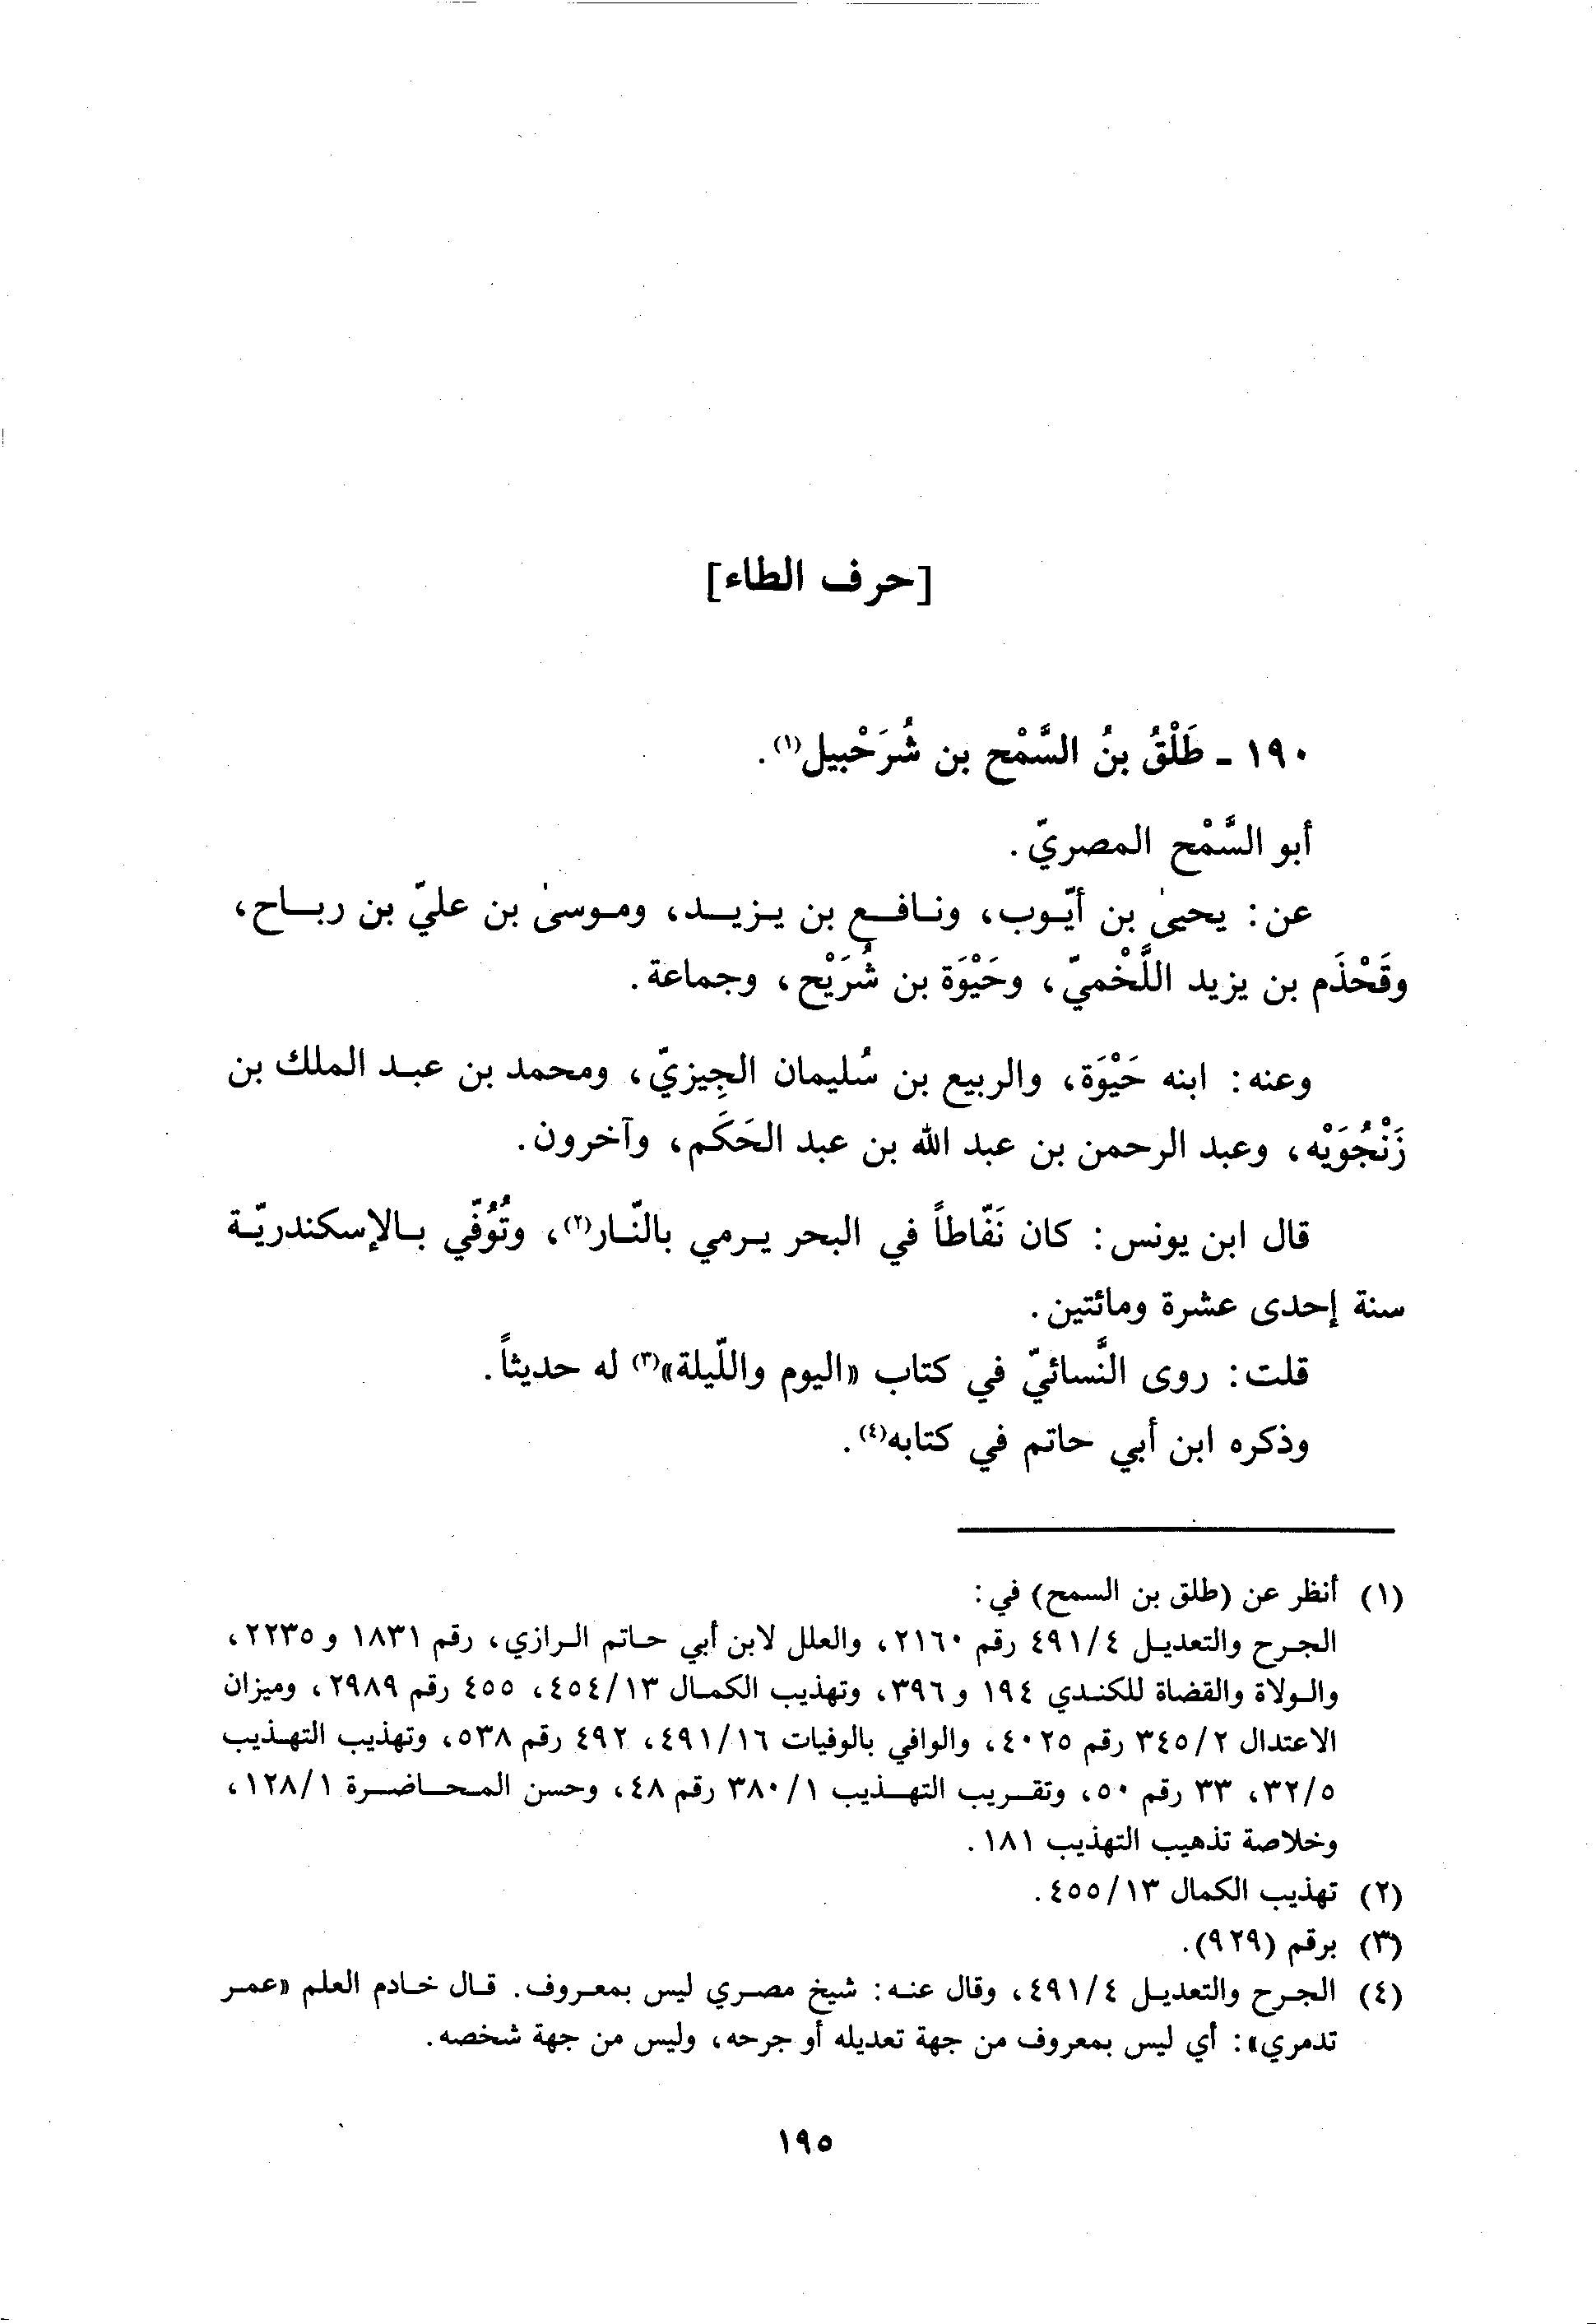 [حرف الطاء]
١٩٠ - طَلْقُ بنُ السَّمْح بن شُرَحْبيل(١).
أبو السَّمْح المصريّ.
عن: يحيىٰ بن أيّوب، ونافع بن يزيد، وموسىٰ بن عليّ بن رباح،
وقَحْذَم بن يزيد اللَّخْميّ، وحَيْوَة بن شُرَيْح، وجماعة.
وعنه: ابنه حَيْوَة، والربيع بن سُليمان الجِيزيّ، ومحمد بن عبد الملك بن
زَنْجُوَيْه، وعبد الرحمن بن عبد الله بن عبد الحَكَم، وآخرون.
قال ابن يونس: كان نَفّاطاً في البحر يرمي بالنّار(٢)، وتُوُفّي بالإسكندريّة
سنة إحدى عشرة ومائتين.
قلت: روى النَّسائيّ في كتاب «اليوم واللّيلة»(٣) له حديثاً.
وذكره ابن أبي حاتم في كتابه(٤).
(١) أنظر عن (طلق بن السمح) في:
الجرح والتعديل ٤٩١/٤ رقم ٢١٦٠، والعلل لابن أبي حاتم الرازي، رقم ١٨٣١ و ٢٢٣٥،
والولاة والقضاة للكندي ١٩٤ و ٣٩٦، وتهذيب الكمال ٤٥٤/١٣، ٤٥٥ رقم ٢٩٨٩، وميزان
الاعتدال ٣٤٥/٢ رقم ٤٠٢٥، والوافي بالوفيات ٤٩١/١٦، ٤٩٢ رقم ٥٣٨، وتهذيب التهذيب
٣٢/٥، ٣٣ رقم ٥٠، وتقريب التهذيب ٣٨٠/١ رقم ٤٨، وحسن المحاضرة ١٢٨/١،
وخلاصة تذهيب التهذيب ١٨١.
(٢) تهذيب الكمال ٤٥٥/١٣.
(٣) برقم (٩٢٩).
(٤) الجرح والتعديل ٤٩١/٤، وقال عنه: شيخ مصري ليس بمعروف. قال خادم العلم «عمر
تدمري»: أي ليس بمعروف من جهة تعديله أو جرحه، وليس من جهة شخصه.
١٩٥